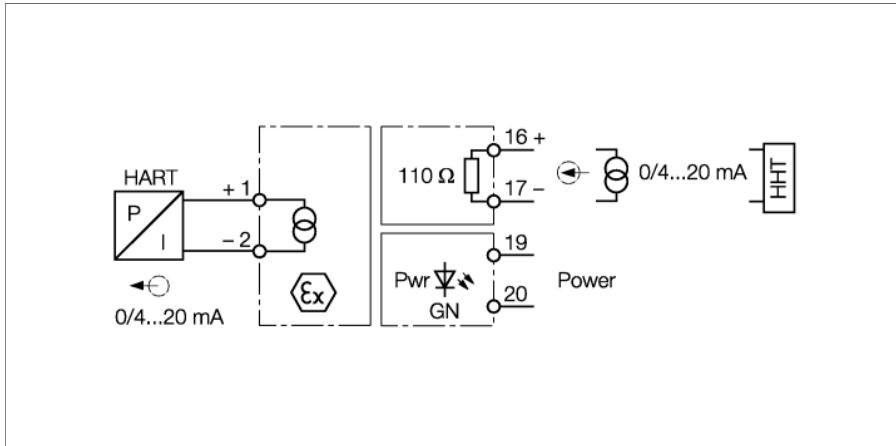 HART
P
I
+ 1
– 2
0/4...20 mA
Ex
110 Ω
16 +
17 –
0/4...20 mA
HHT
Pwr
GN
19
20
Power